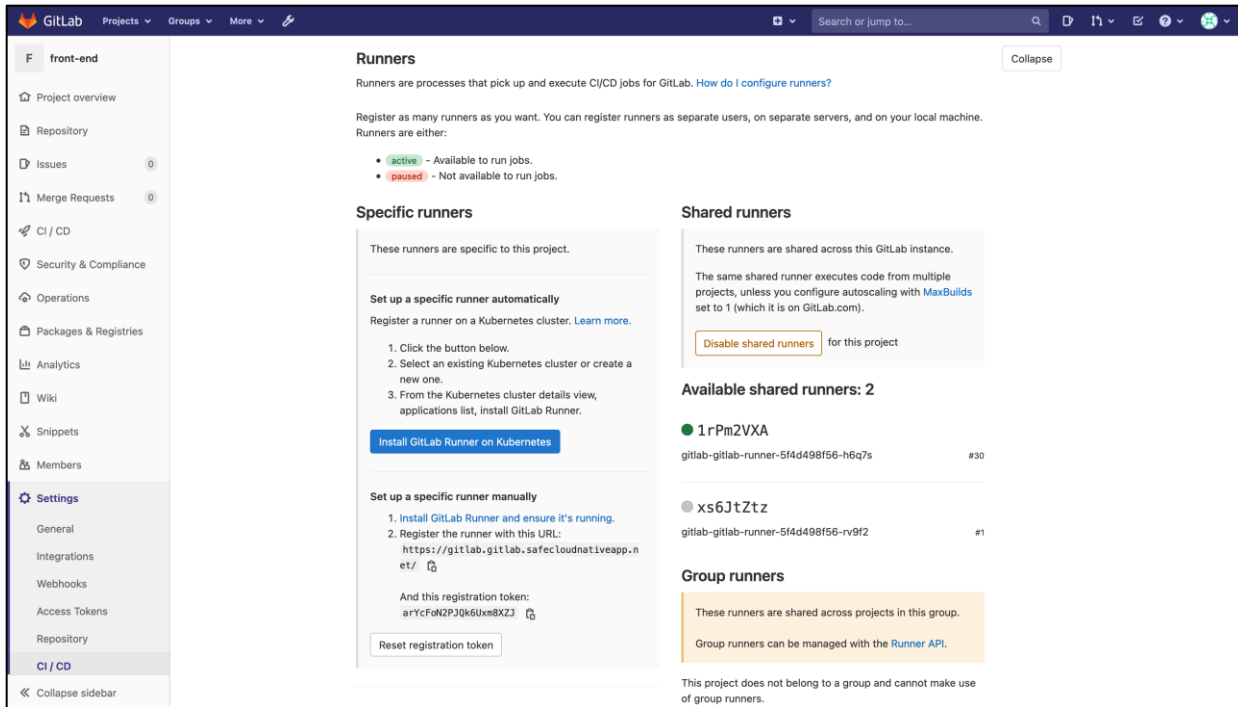 GitLab Projects Groups More Search or jump to...
F front-end
Project overview
Repository
Issues 0
Merge Requests 0
CI / CD
Security & Compliance
Operations
Packages & Registries
Analytics
Wiki
Snippets
Members
Settings
General
Integrations
Webhooks
Access Tokens
Repository
CI / CD
Collapse sidebar
Runners
Collapse
Runners are processes that pick up and execute CI/CD jobs for GitLab. How do I configure runners?
Register as many runners as you want. You can register runners as separate users, on separate servers, and on your local machine.
Runners are either:
• active - Available to run jobs.
• paused - Not available to run jobs.
Specific runners
These runners are specific to this project.
Set up a specific runner automatically
Register a runner on a Kubernetes cluster. Learn more.
1. Click the button below.
2. Select an existing Kubernetes cluster or create a
new one.
3. From the Kubernetes cluster details view,
applications list, install GitLab Runner.
Install GitLab Runner on Kubernetes
Set up a specific runner manually
1. Install GitLab Runner and ensure it's running.
2. Register the runner with this URL:
https://gitlab.gitlab.safecloudnativeapp.n
et/
And this registration token:
arYcFoN2PJQk6Uxm8XZJ
Reset registration token
Shared runners
These runners are shared across this GitLab instance.
The same shared runner executes code from multiple
projects, unless you configure autoscaling with MaxBuilds
set to 1 (which it is on GitLab.com).
Disable shared runners for this project
Available shared runners: 2
1rPm2VXA
gitlab-gitlab-runner-5f4d498f56-h6q7s #30
xs6JtZtz
gitlab-gitlab-runner-5f4d498f56-rv9f2 #1
Group runners
These runners are shared across projects in this group.
Group runners can be managed with the Runner API.
This project does not belong to a group and cannot make use
of group runners.